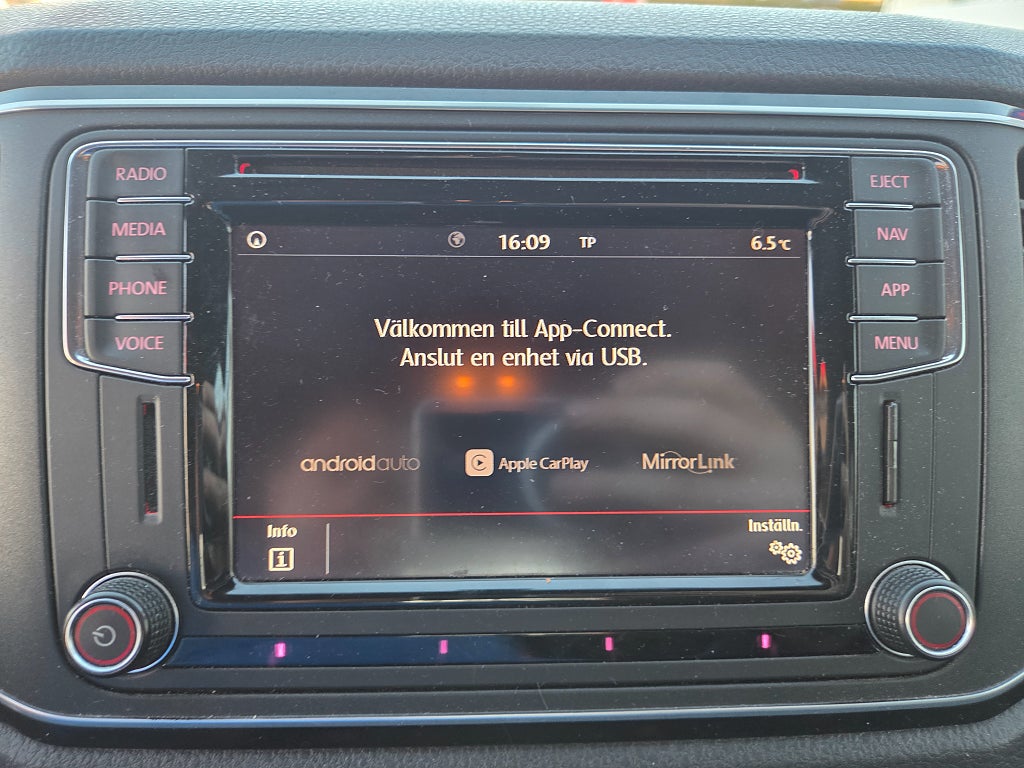 RADIO
MEDIA
PHONE
VOICE
EJECT
NAV
APP
MENU
16:09 TP 6.5°C
Välkommen till App-Connect.
Anslut en enhet via USB.
androidauto Apple CarPlay MirrorLink
Info Inställn.
i